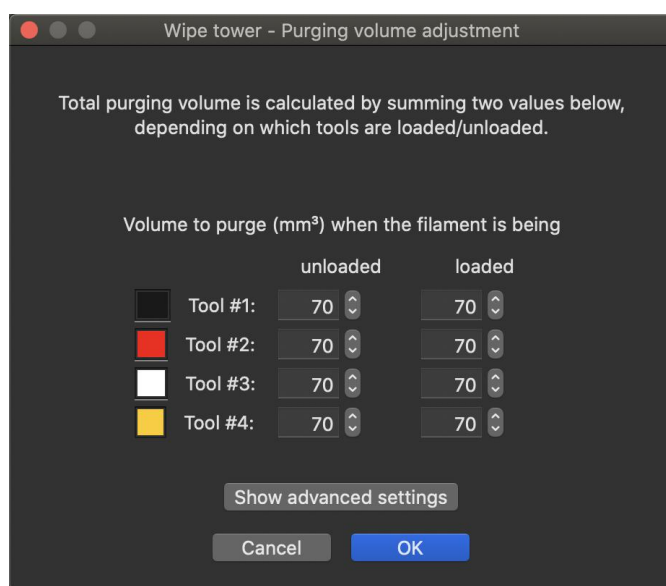 Wipe tower - Purging volume adjustment
Total purging volume is calculated by summing two values below,
depending on which tools are loaded/unloaded.
Volume to purge (mm³) when the filament is being
unloaded loaded
Tool #1: 70 70
Tool #2: 70 70
Tool #3: 70 70
Tool #4: 70 70
Show advanced settings
Cancel OK